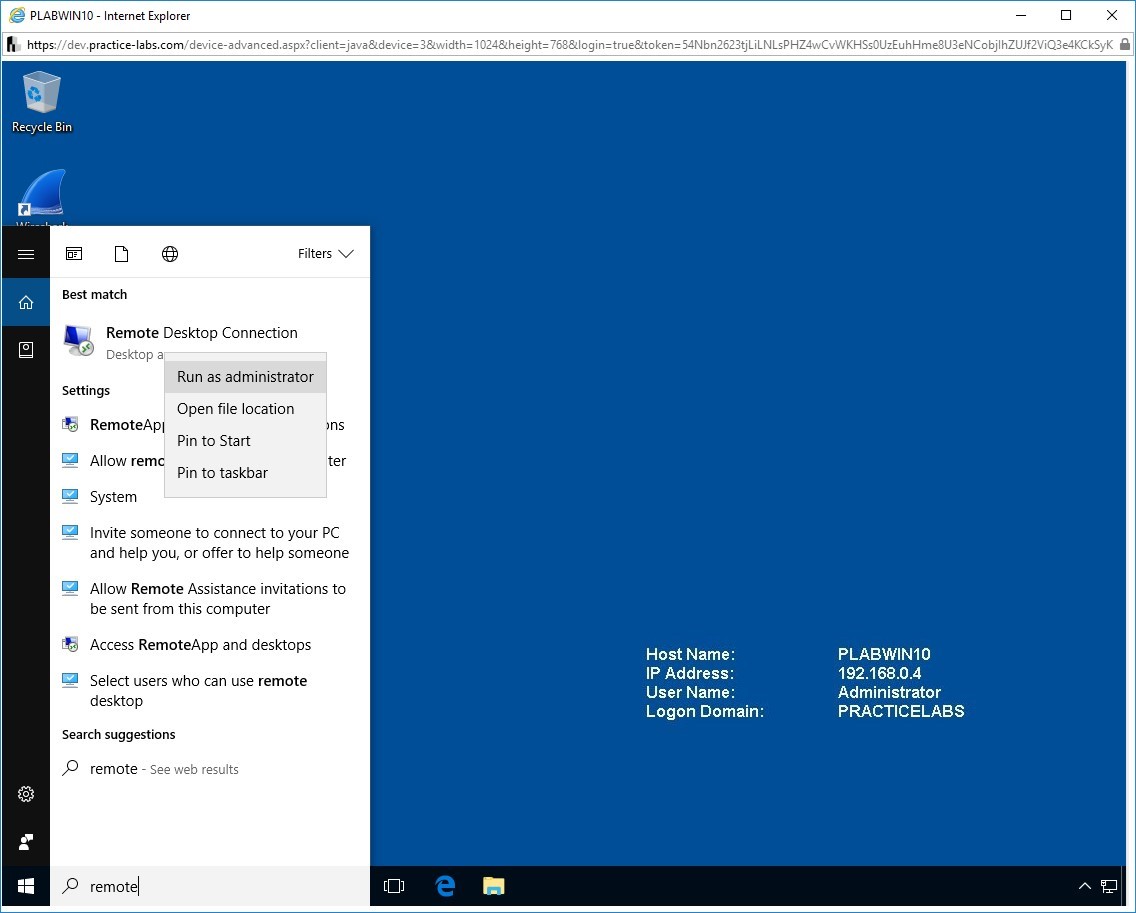 PLABWIN10 - Internet Explorer
https://dev.practice-labs.com/device-advanced.aspx?client=java&device=3&width=1024&height=768&login=true&token=54Nbn2623tjLiLNLsPHZ4wCvWKHSs0UzEuhHme8U3eNCobjIhZUJf2ViQ3e4KCkSyK
Recycle Bin
Filters
Best match
Remote Desktop Connection
Desktop a
Run as administrator
Settings
Open file location
RemoteApp
ons
Pin to Start
Allow remo
ter
Pin to taskbar
System
Invite someone to connect to your PC
and help you, or offer to help someone
Allow Remote Assistance invitations to
be sent from this computer
Access RemoteApp and desktops
Select users who can use remote
desktop
Search suggestions
remote - See web results
Host Name: PLABWIN10
IP Address: 192.168.0.4
User Name: Administrator
Logon Domain: PRACTICELABS
remote